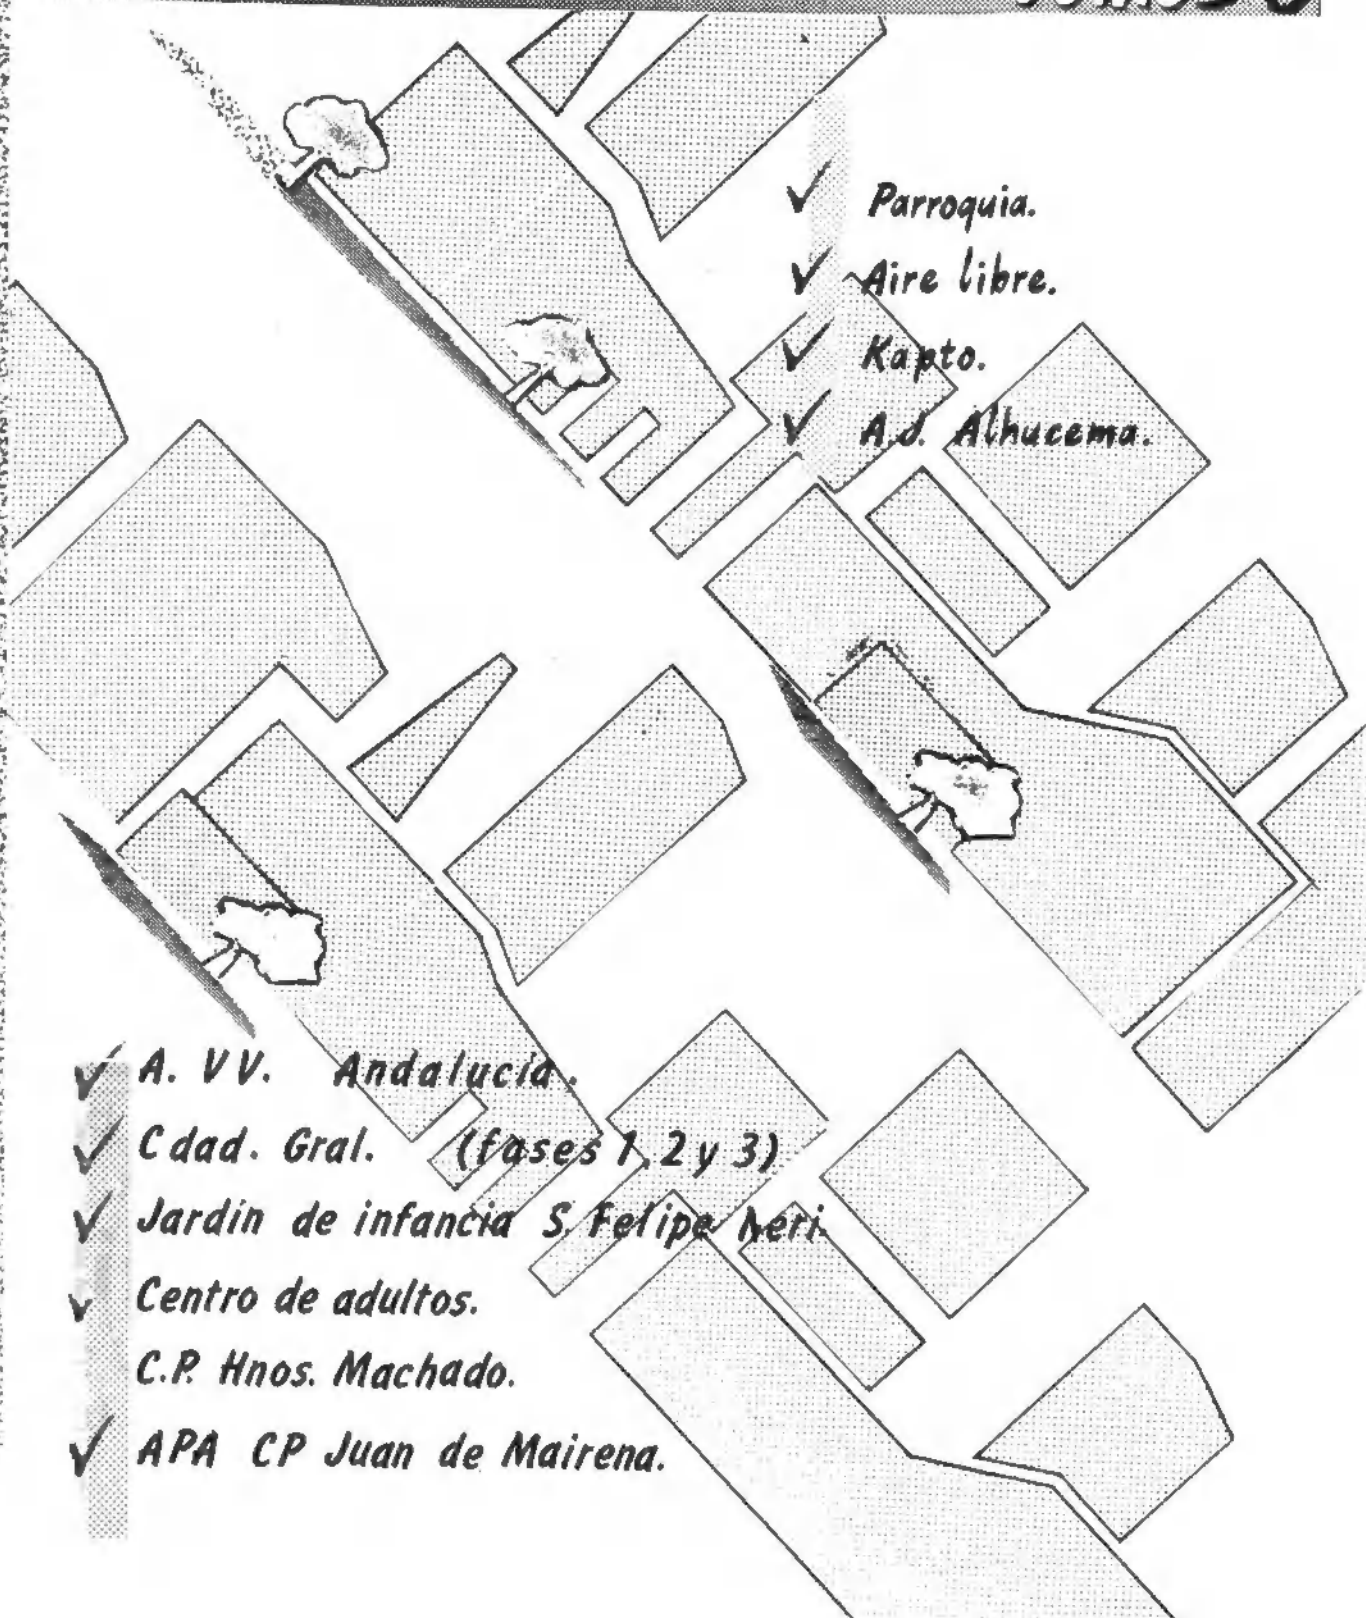 Parroquia.
Aire libre.
Kapto.
A.J. Alhucema.
A. VV. Andalucía.
Cdad. Gral. (fases 1, 2 y 3)
Jardín de infancia S. Felipe Neri.
Centro de adultos.
C.P. Hnos. Machado.
APA CP Juan de Mairena.